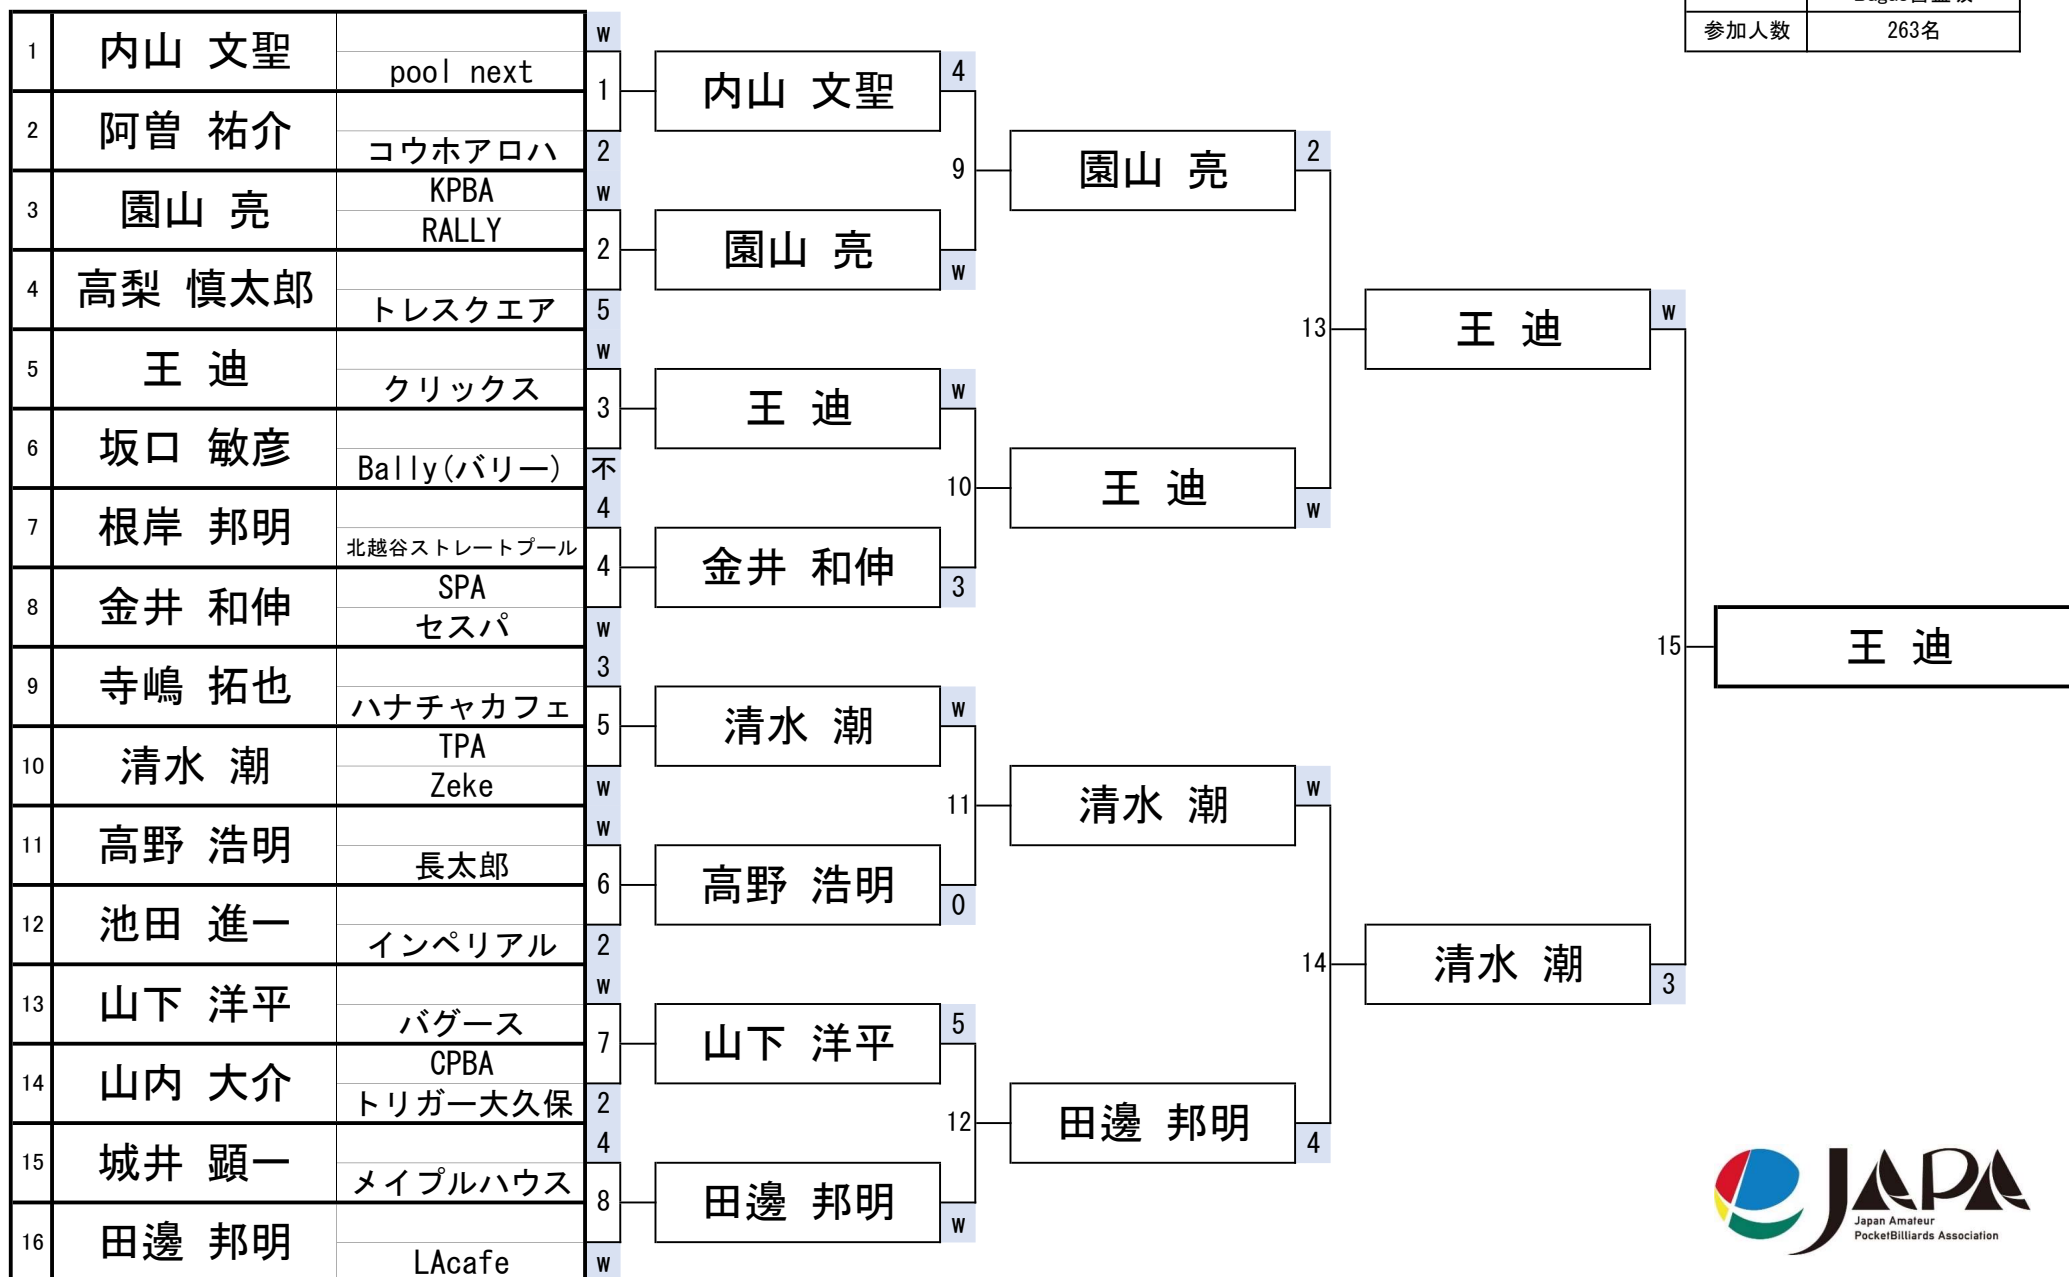 参加人数 263名
1 内山 文聖 W
pool next
1 内山 文聖 4
2 阿曽 祐介
コウホアロハ 2
9 園山 亮 2
3 園山 亮 KPBA W
RALLY
2 園山 亮 W
4 高梨 慎太郎
トレスクエア 5
13 王 迪 W
5 王 迪 W
クリックス
3 王 迪 W
6 坂口 敏彦
Bally(バリー) 不
10 王 迪 W
7 根岸 邦明 4
北越谷ストレートプール
4 金井 和伸 3
8 金井 和伸 SPA
セスパ W
15 王 迪
9 寺嶋 拓也 3
ハナチャカフェ
5 清水 潮 W
10 清水 潮 TPA
Zeke W
11 清水 潮 W
11 高野 浩明 W
長太郎
6 高野 浩明 0
12 池田 進一
インペリアル 2
14 清水 潮 3
13 山下 洋平 W
バグース
7 山下 洋平 5
14 山内 大介 CPBA
トリガー大久保 2
12 田邊 邦明 4
15 城井 顕一 4
メイプルハウス
8 田邊 邦明 W
16 田邊 邦明
LAcafe W
JAPA
Japan Amateur
PocketBilliards Association